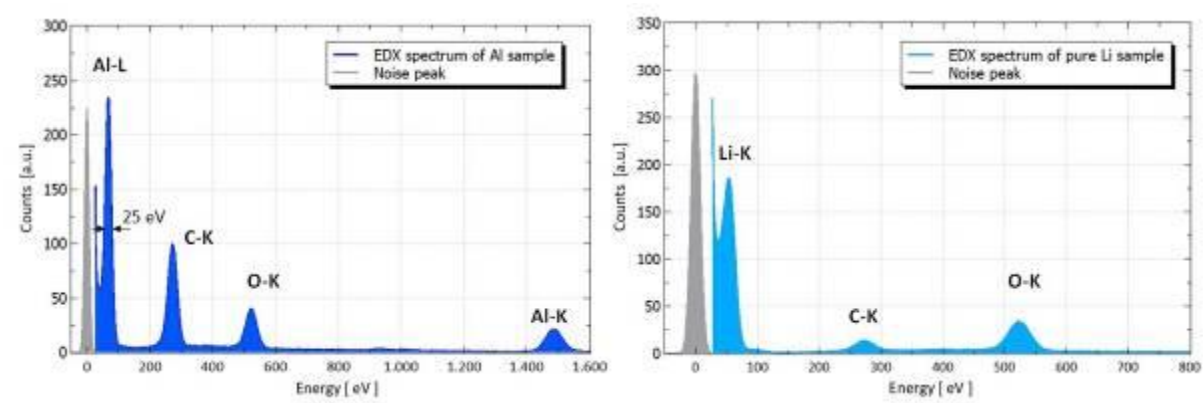 300
250
200
150
100
50
0
Counts [a.u.]
EDX spectrum of Al sample
Noise peak
Al-L
25 eV
C-K
O-K
Al-K
0 200 400 600 800 1.000 1.200 1.400 1.600
Energy [ eV ]
350
300
250
200
150
100
50
0
Counts [a.u.]
EDX spectrum of pure Li sample
Noise peak
Li-K
C-K
O-K
0 100 200 300 400 500 600 700 800
Energy [ eV ]